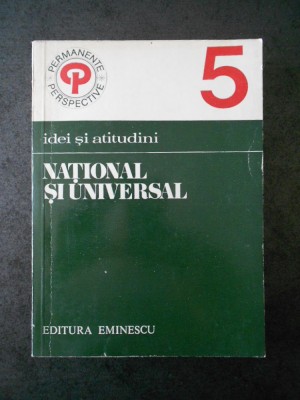 PERMANENTE
P
PERSPECTIVE
5
idei și atitudini
NAȚIONAL
ȘI UNIVERSAL
EDITURA EMINESCU